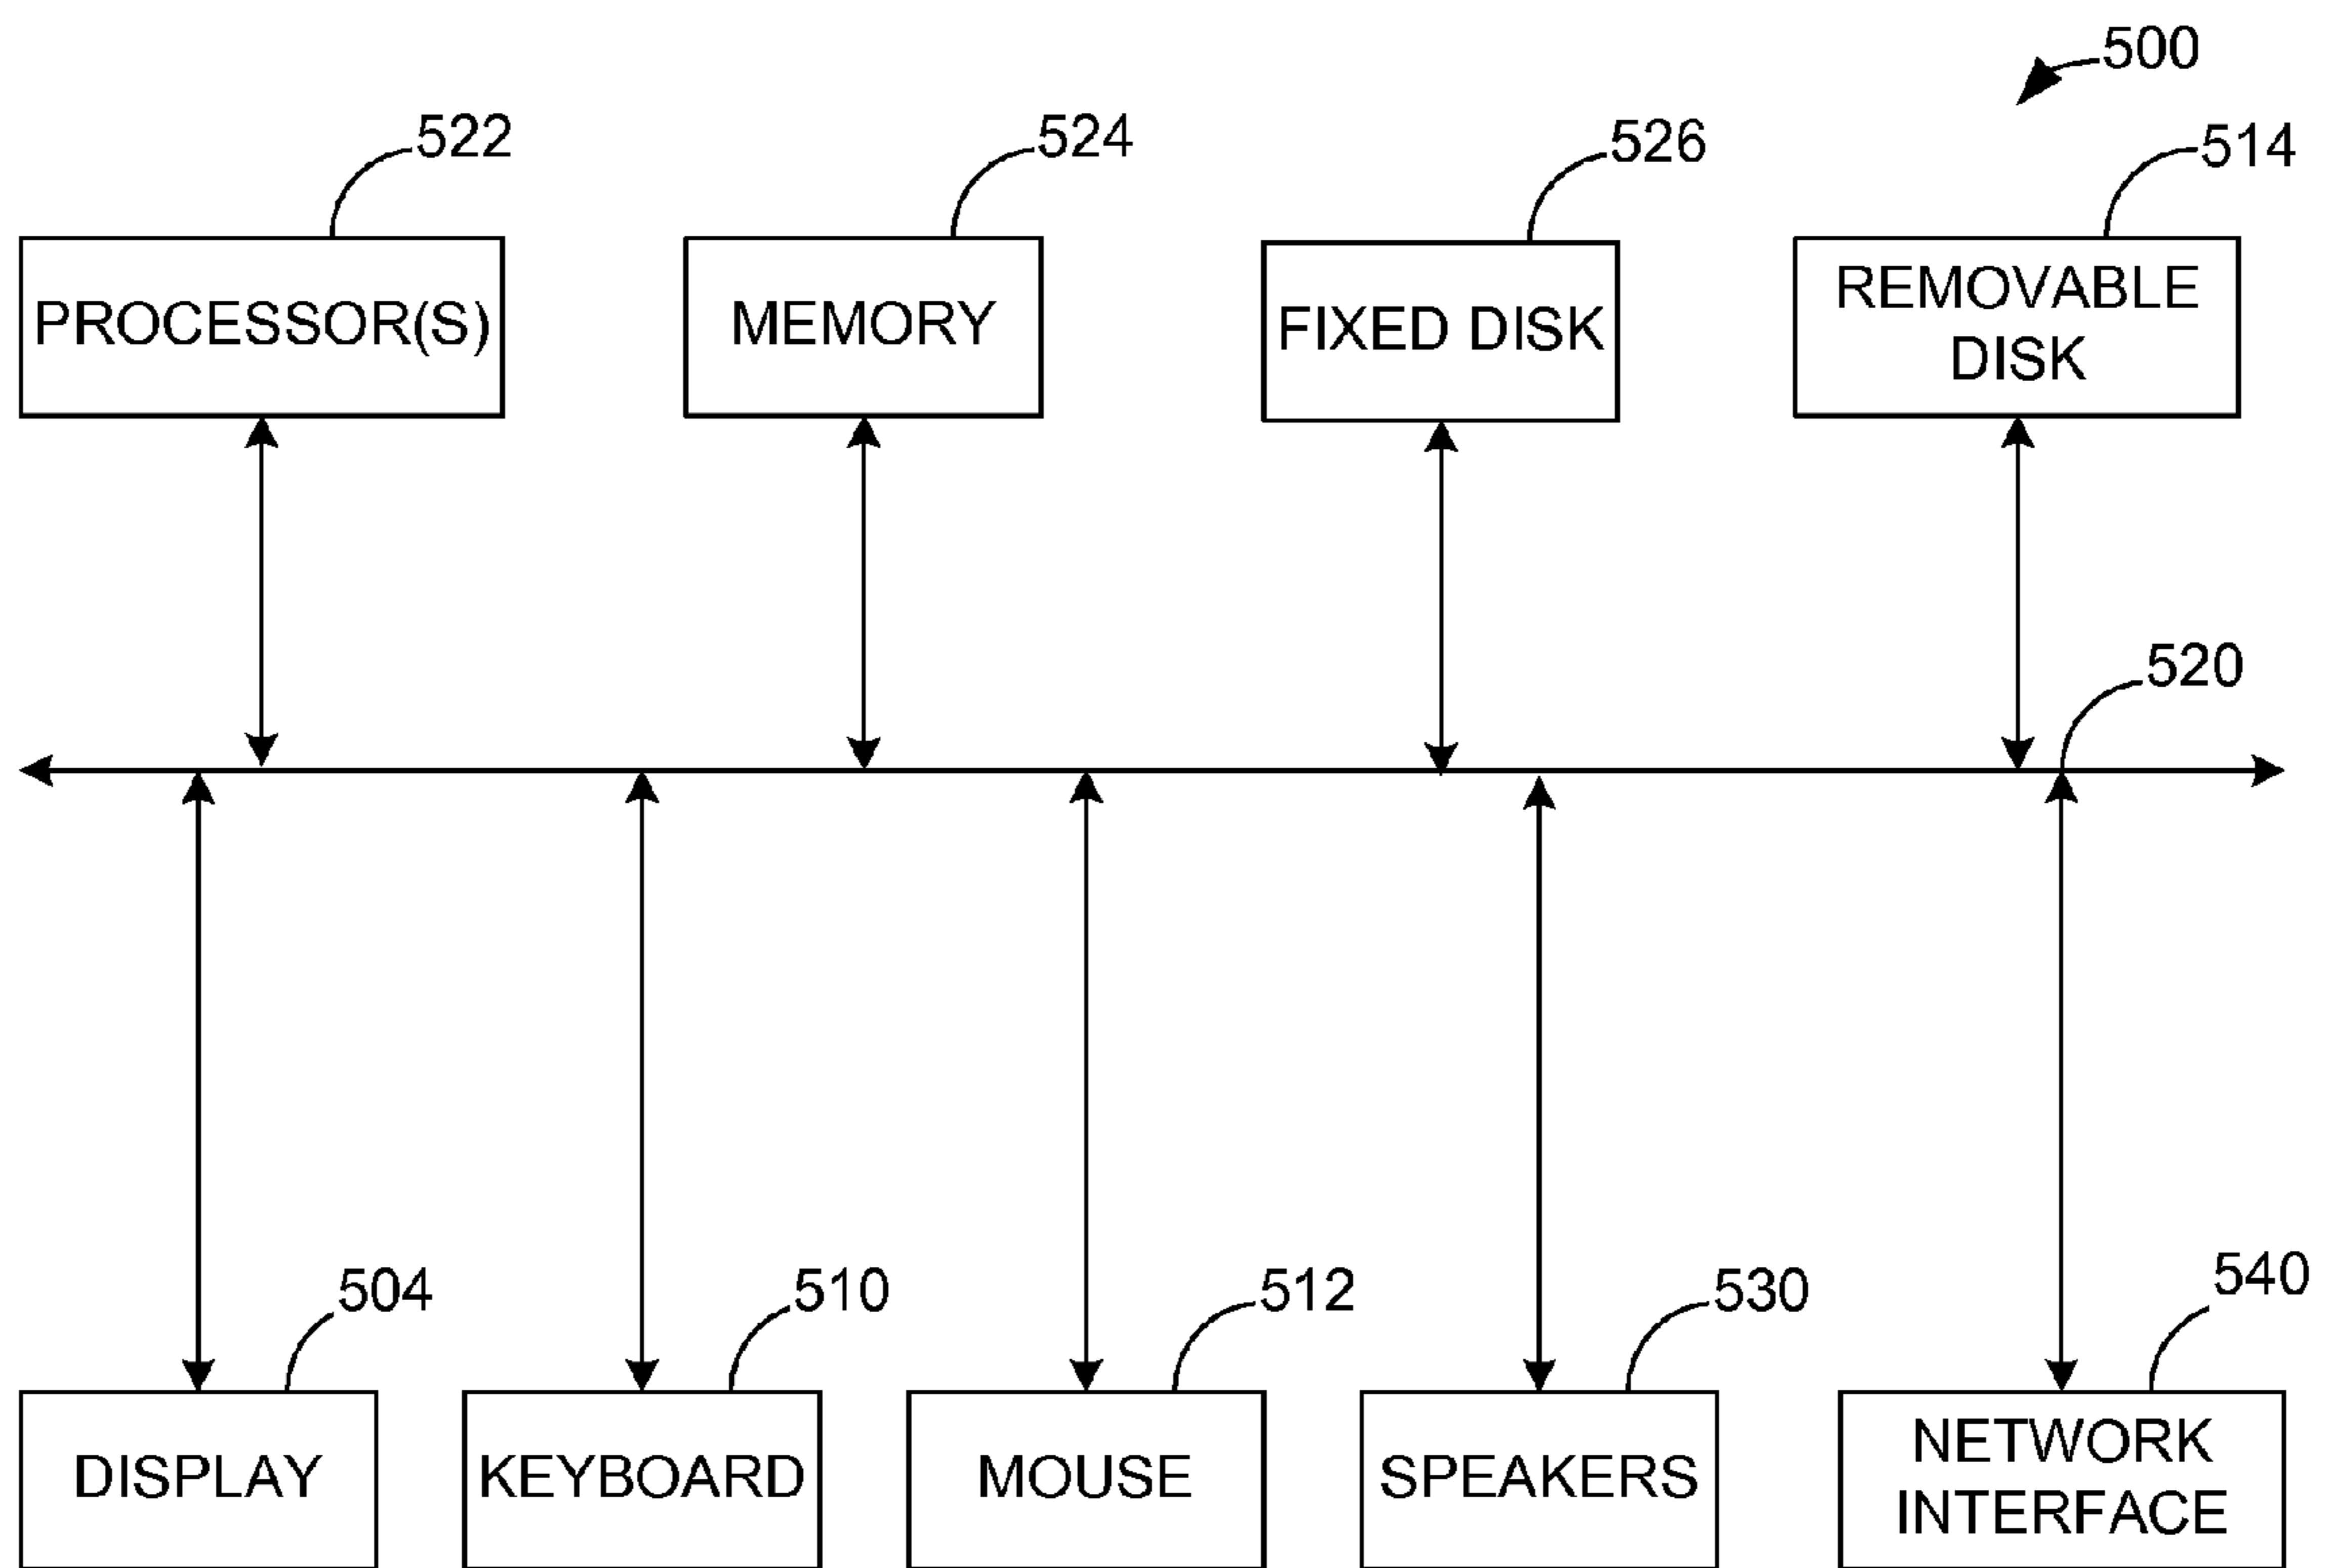 500
522
524
526
514
PROCESSOR(S)
MEMORY
FIXED DISK
REMOVABLE
DISK
520
504
510
512
530
540
DISPLAY
KEYBOARD
MOUSE
SPEAKERS
NETWORK
INTERFACE